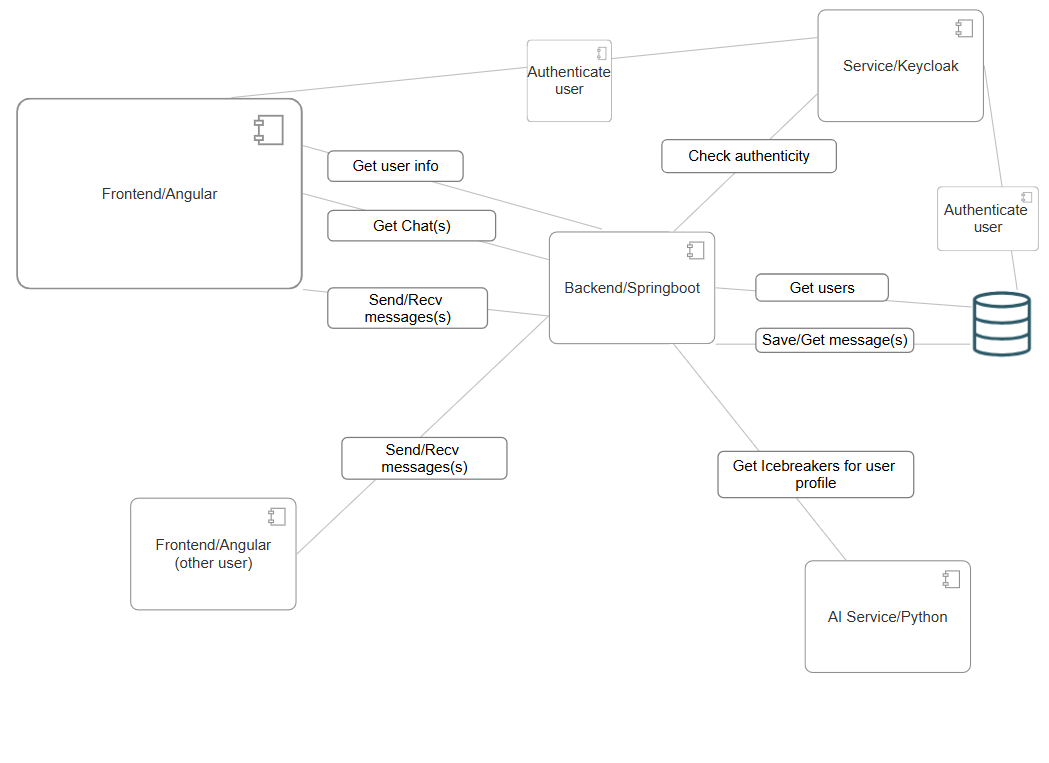 Authenticate
user
Service/Keycloak
Frontend/Angular
Get user info
Check authenticity
Get Chat(s)
Authenticate
user
Backend/Springboot
Get users
Send/Recv
messages(s)
Save/Get message(s)
Send/Recv
messages(s)
Get Icebreakers for user
profile
Frontend/Angular
(other user)
AI Service/Python